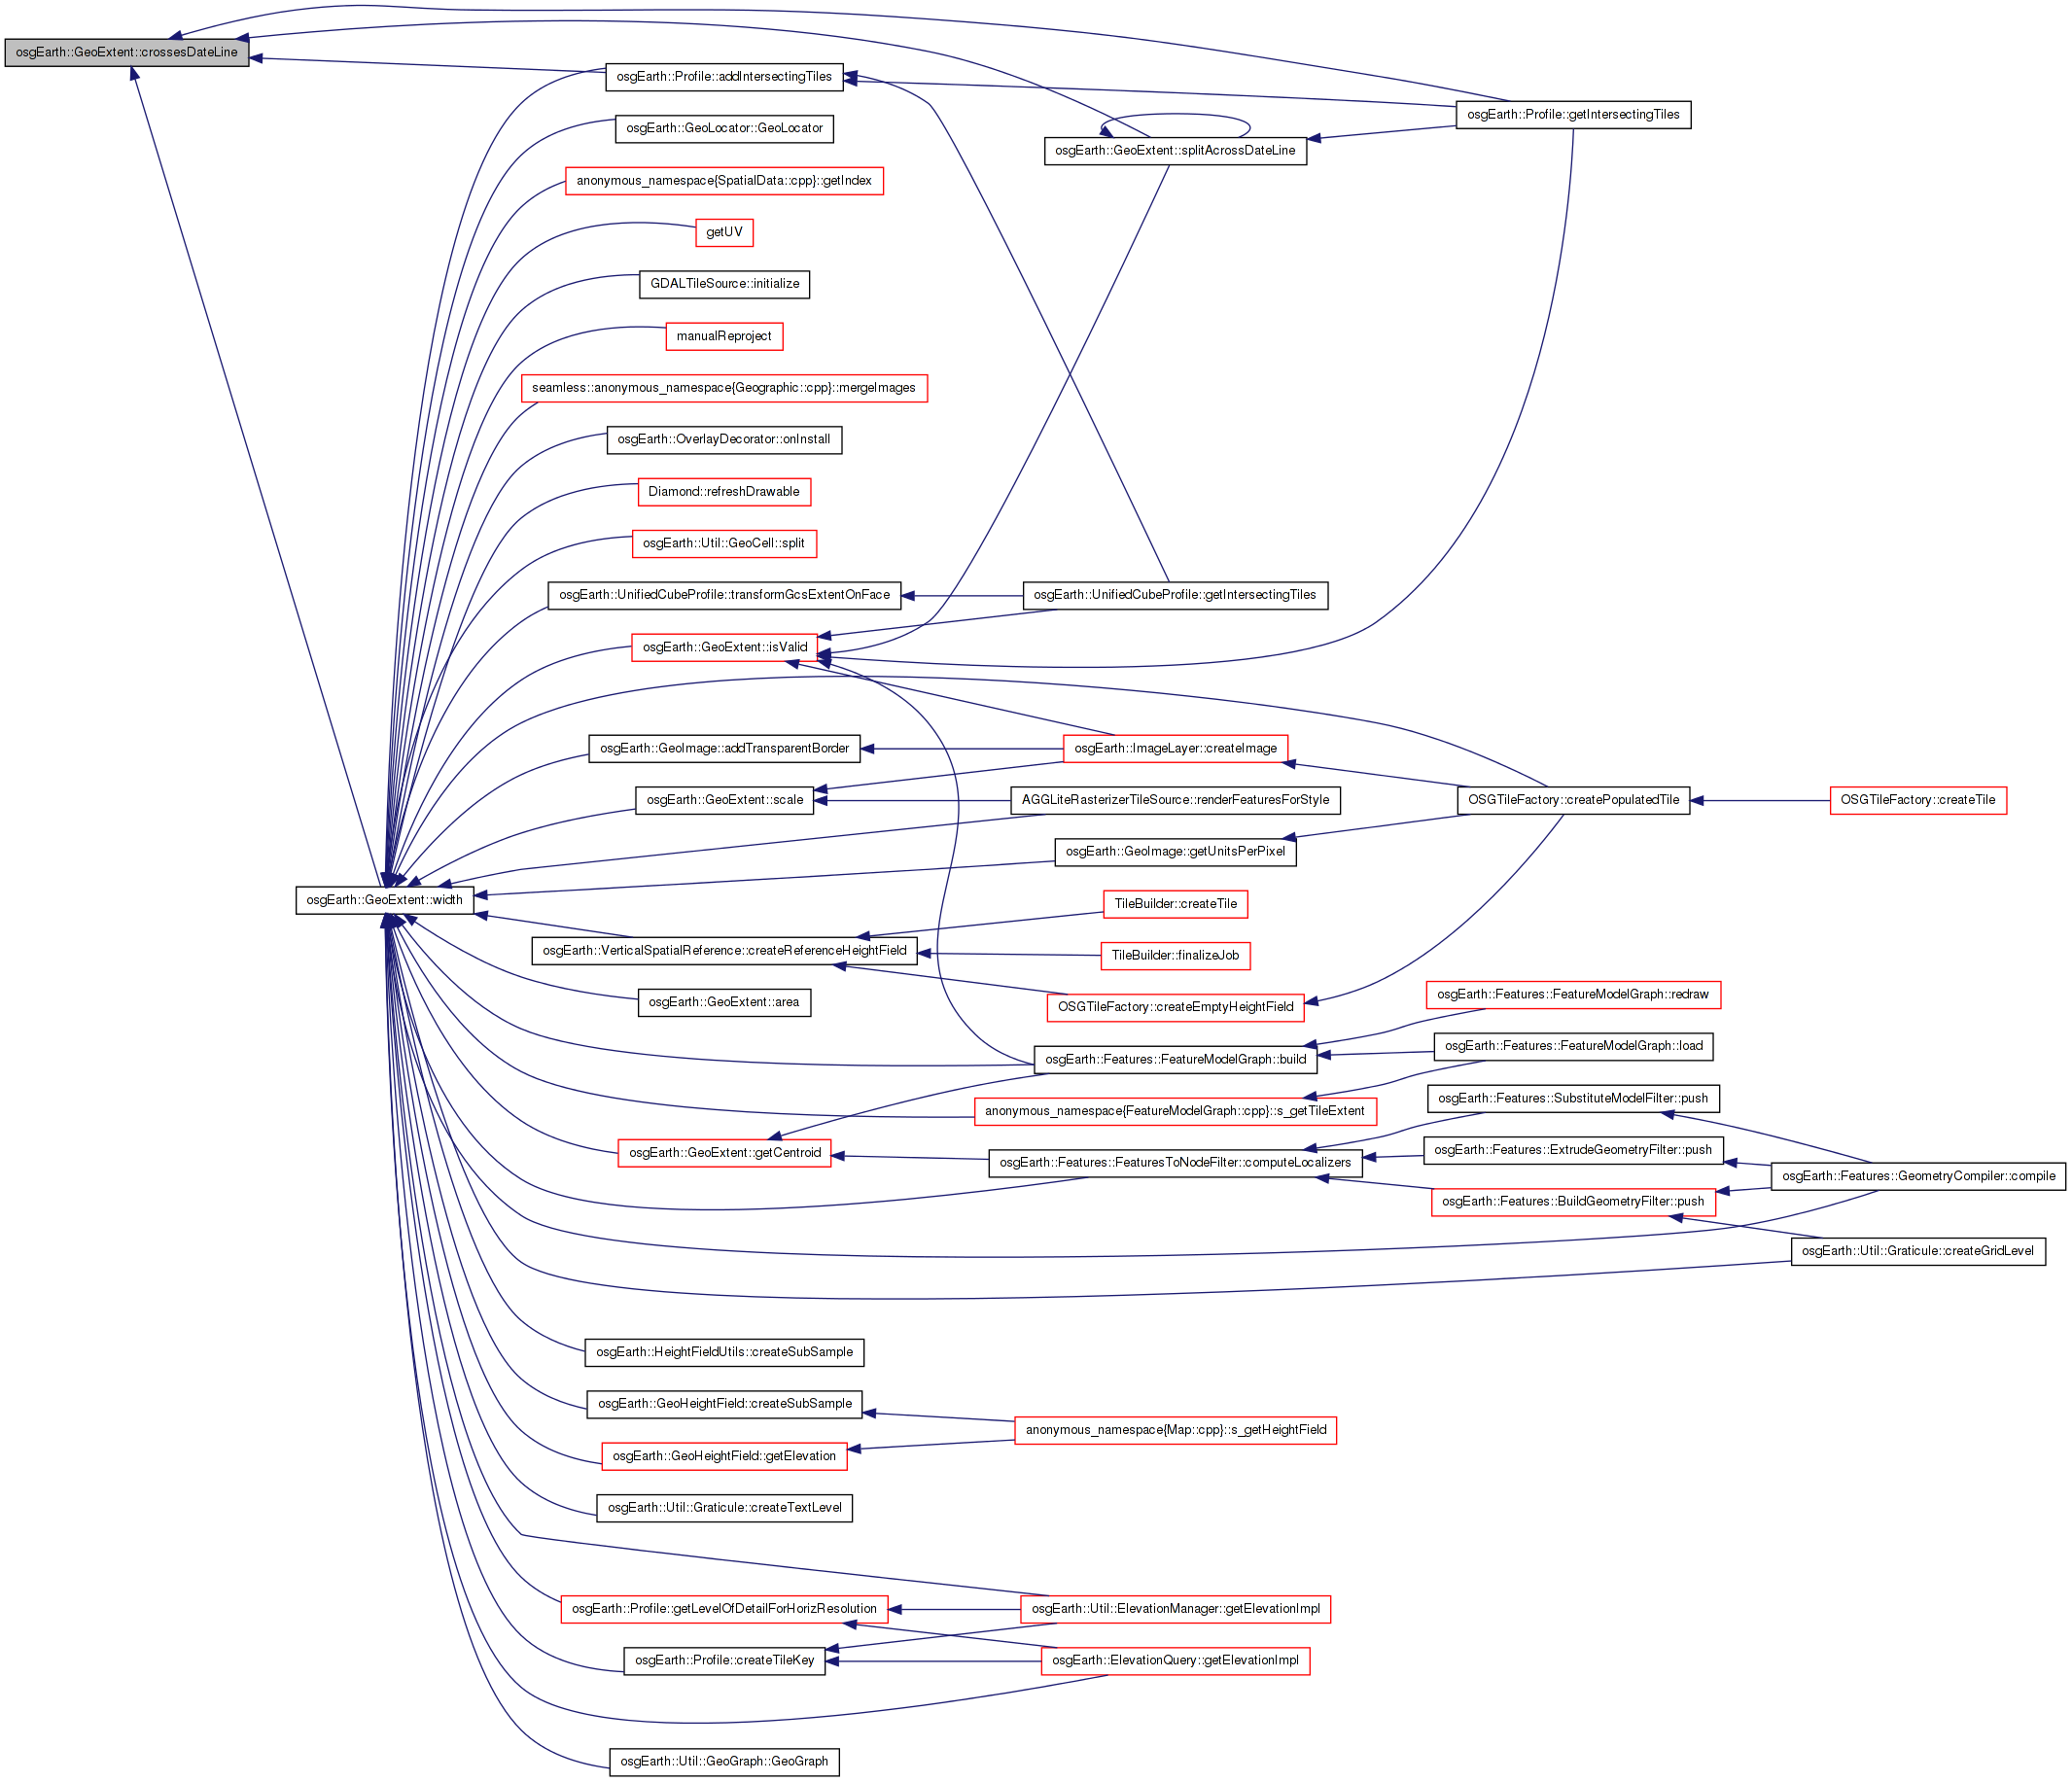 osgEarth::GeoExtent::crossesDateLine
osgEarth::Profile::addIntersectingTiles
osgEarth::Profile::getIntersectingTiles
osgEarth::GeoLocator::GeoLocator
osgEarth::GeoExtent::splitAcrossDateLine
anonymous_namespace{SpatialData::cpp}::getIndex
getUV
GDALTileSource::initialize
manualReproject
seamless::anonymous_namespace{Geographic::cpp}::mergeImages
osgEarth::OverlayDecorator::onInstall
Diamond::refreshDrawable
osgEarth::Util::GeoCell::split
osgEarth::UnifiedCubeProfile::transformGcsExtentOnFace
osgEarth::UnifiedCubeProfile::getIntersectingTiles
osgEarth::GeoExtent::isValid
osgEarth::GeoImage::addTransparentBorder
osgEarth::ImageLayer::createImage
osgEarth::GeoExtent::scale
AGGLiteRasterizerTileSource::renderFeaturesForStyle
OSGTileFactory::createPopulatedTile
OSGTileFactory::createTile
osgEarth::GeoImage::getUnitsPerPixel
osgEarth::GeoExtent::width
TileBuilder::createTile
osgEarth::VerticalSpatialReference::createReferenceHeightField
TileBuilder::finalizeJob
osgEarth::GeoExtent::area
OSGTileFactory::createEmptyHeightField
osgEarth::Features::FeatureModelGraph::redraw
osgEarth::Features::FeatureModelGraph::build
osgEarth::Features::FeatureModelGraph::load
anonymous_namespace{FeatureModelGraph::cpp}::s_getTileExtent
osgEarth::Features::SubstituteModelFilter::push
osgEarth::GeoExtent::getCentroid
osgEarth::Features::FeaturesToNodeFilter::computeLocalizers
osgEarth::Features::ExtrudeGeometryFilter::push
osgEarth::Features::GeometryCompiler::compile
osgEarth::Features::BuildGeometryFilter::push
osgEarth::Util::Graticule::createGridLevel
osgEarth::HeightFieldUtils::createSubSample
osgEarth::GeoHeightField::createSubSample
anonymous_namespace{Map::cpp}::s_getHeightField
osgEarth::GeoHeightField::getElevation
osgEarth::Util::Graticule::createTextLevel
osgEarth::Profile::getLevelOfDetailForHorizResolution
osgEarth::Util::ElevationManager::getElevationImpl
osgEarth::Profile::createTileKey
osgEarth::ElevationQuery::getElevationImpl
osgEarth::Util::GeoGraph::GeoGraph